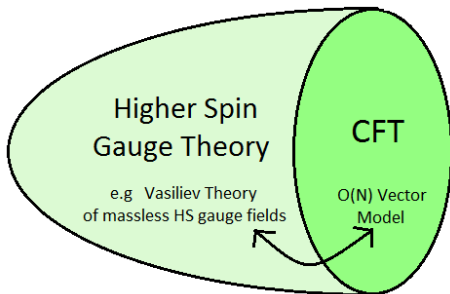 Higher Spin
Gauge Theory
e.g Vasiliev Theory
of massless HS gauge fields
CFT
O(N) Vector
Model